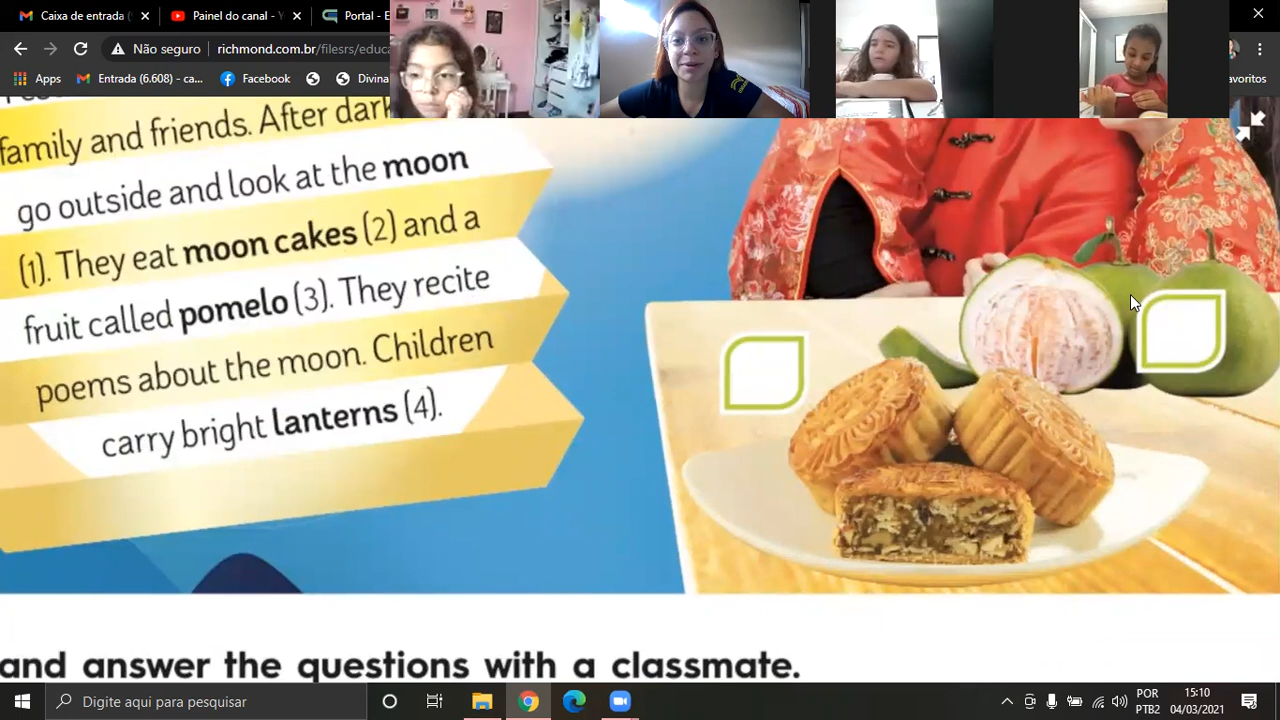 Caixa de entrada (
Painel do canal - Y
Portal - E
Não seguro
richmond.com.br/filesrs/educa
Apps
Entrada (6.608) - ca...
Facebook
Divina
avoritos
family and friends. After dark
go outside and look at the moon
(1). They eat moon cakes (2) and a
fruit called pomelo (3). They recite
poems about the moon. Children
carry bright lanterns (4).
and answer the questions with a classmate.
Digite aqui para pesquisar
POR
PTB2
15:10
04/03/2021